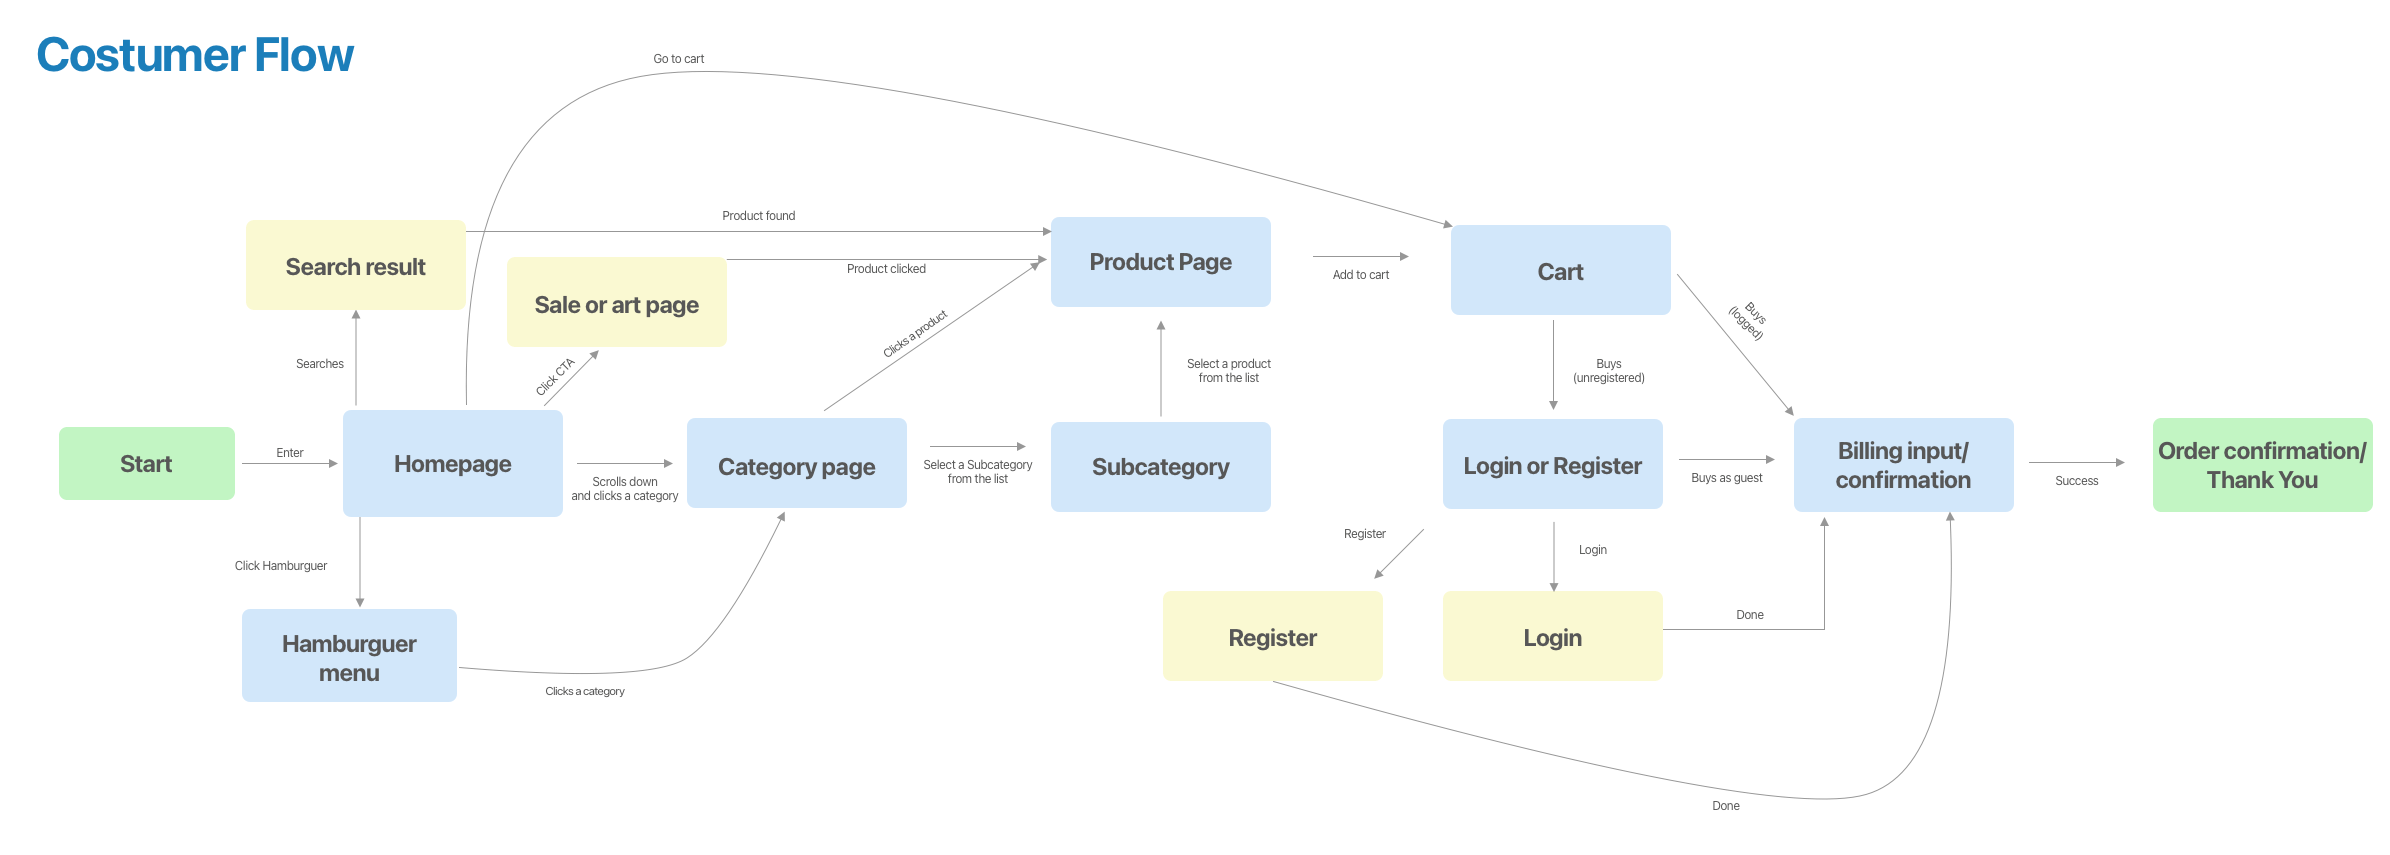 Costumer Flow
Go to cart
Product found
Search result
Product Page
Product clicked
Cart
Add to cart
Sale or art page
Buys
(logged)
Clicks a product
Searches
Click CTA
Select a product
from the list
Buys
(unregistered)
Start
Enter
Homepage
Scrolls down
and clicks a category
Category page
Select a Subcategory
from the list
Subcategory
Login or Register
Buys as guest
Billing input/
confirmation
Success
Order confirmation/
Thank You
Click Hamburguer
Register
Login
Hamburguer
menu
Clicks a category
Register
Login
Done
Done